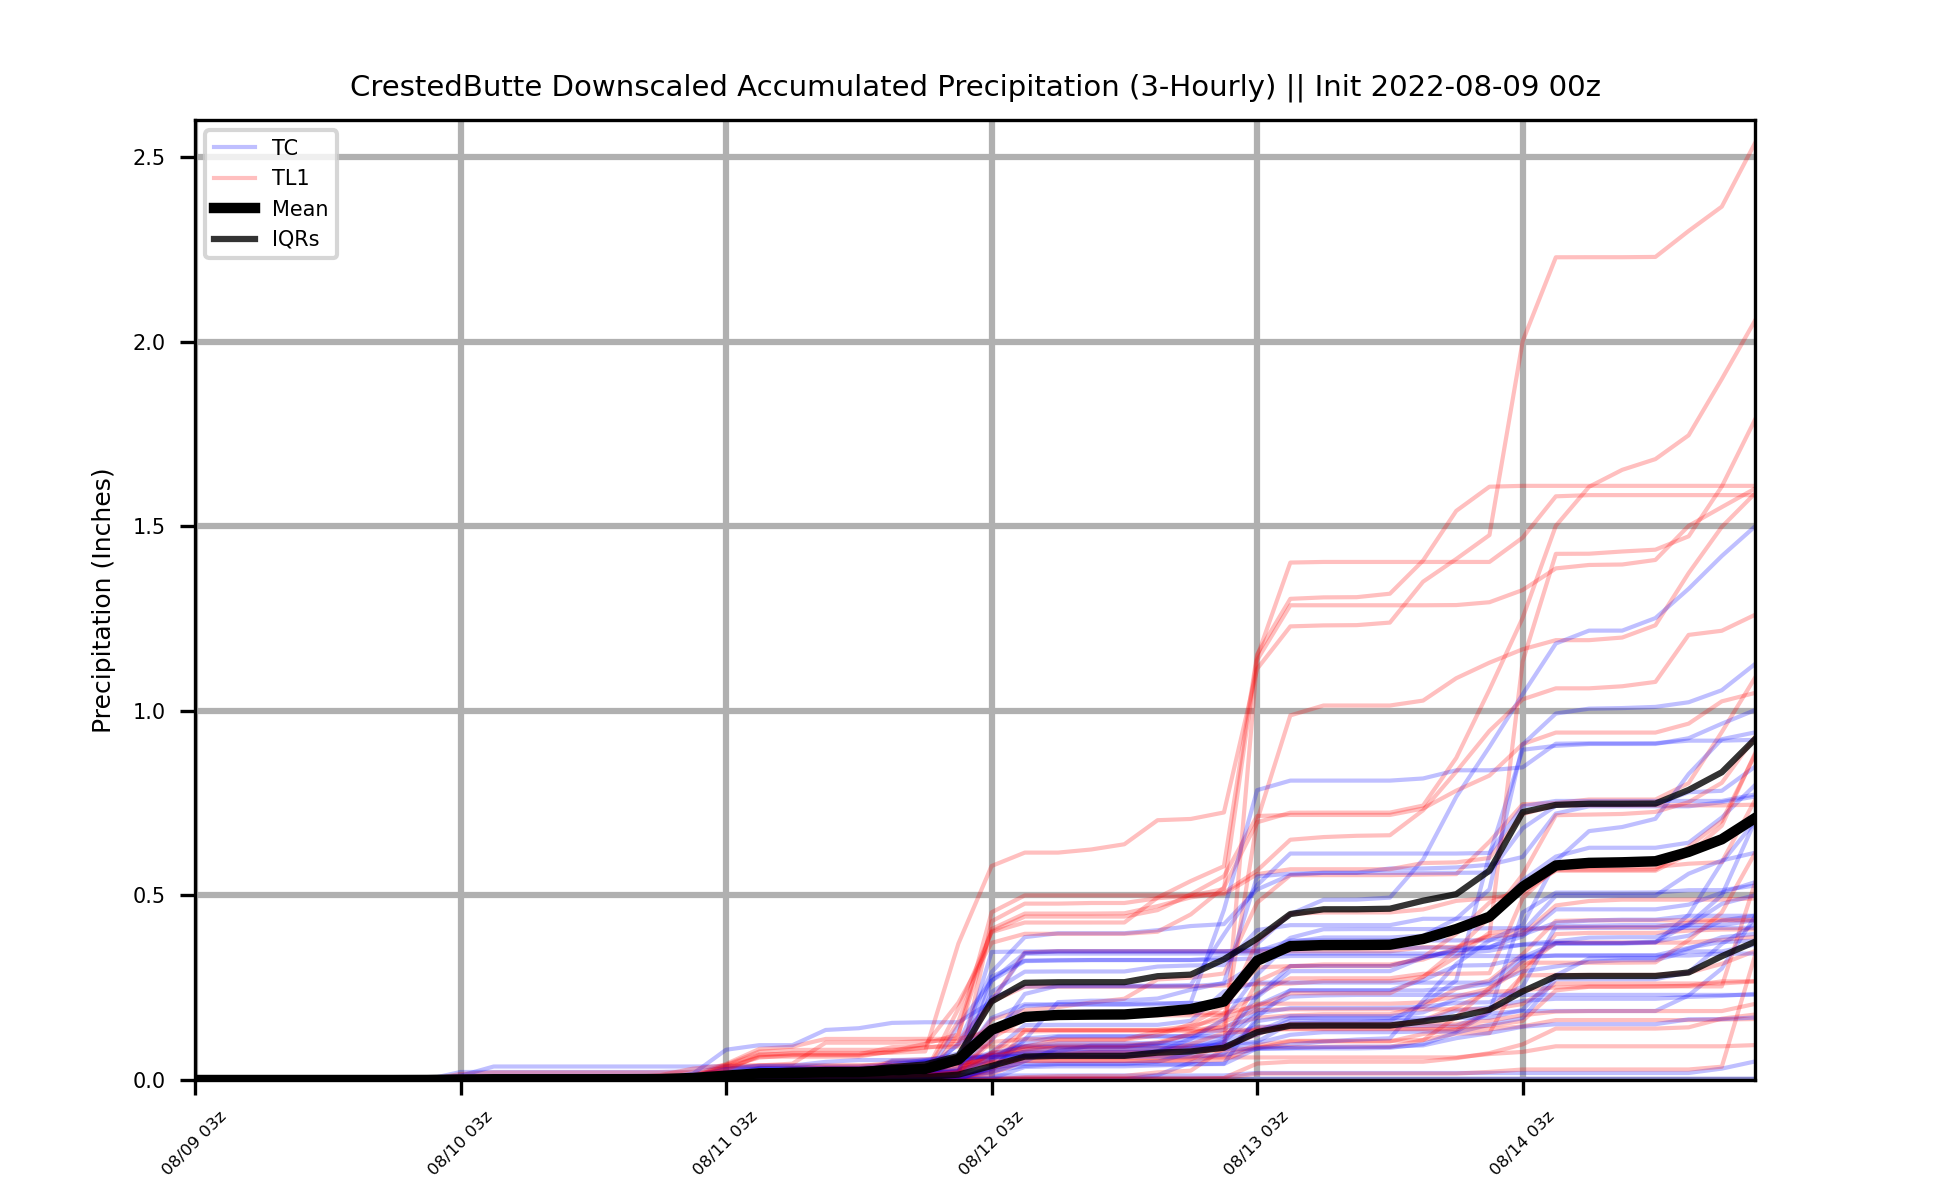 CrestedButte Downscaled Accumulated Precipitation (3-Hourly) || Init 2022-08-09 00z
TC
TL1
Mean
IQRs
Precipitation (Inches)
2.5
2.0
1.5
1.0
0.5
0.0
08/09 03z
08/10 03z
08/11 03z
08/12 03z
08/13 03z
08/14 03z